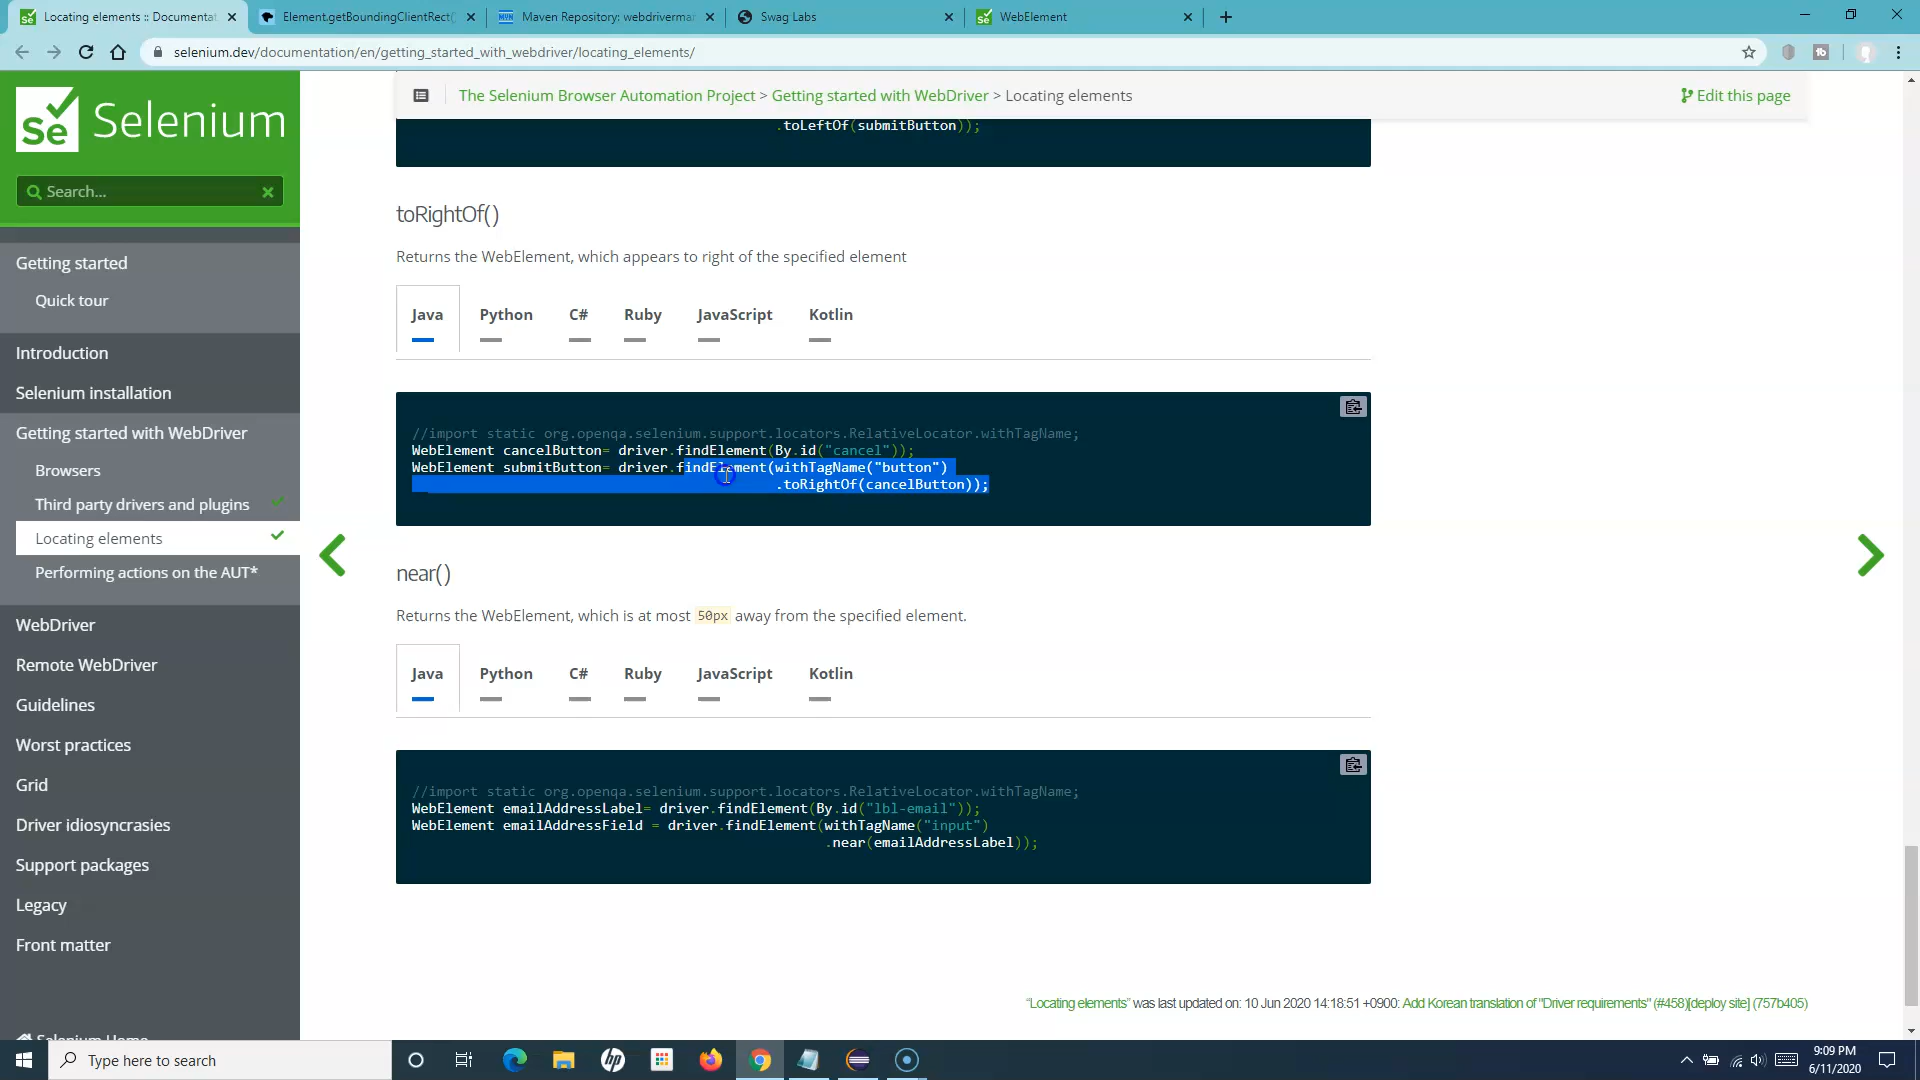 Locating elements :: Documentat
Element.getBoundingClientRect(
Maven Repository: webdriverma
Swag Labs
WebElement
selenium.dev/documentation/en/getting_started_with_webdriver/locating_elements/
Se Selenium
Search...
Getting started
Quick tour
Introduction
Selenium installation
Getting started with WebDriver
Browsers
Third party drivers and plugins
Locating elements
Performing actions on the AUT*
WebDriver
Remote WebDriver
Guidelines
Worst practices
Grid
Driver idiosyncrasies
Support packages
Legacy
Front matter
Selenium Home
The Selenium Browser Automation Project > Getting started with WebDriver > Locating elements
Edit this page
.toLeftOf(submitButton));
toRightOf()
Returns the WebElement, which appears to right of the specified element
Java Python C# Ruby JavaScript Kotlin
//import static org.openqa.selenium.support.locators.RelativeLocator.withTagName;
WebElement cancelButton= driver.findElement(By.id("cancel"));
WebElement submitButton= driver.findElement(withTagName("button")
.toRightOf(cancelButton));
near()
Returns the WebElement, which is at most 50px away from the specified element.
Java Python C# Ruby JavaScript Kotlin
//import static org.openqa.selenium.support.locators.RelativeLocator.withTagName;
WebElement emailAddressLabel= driver.findElement(By.id("lbl-email"));
WebElement emailAddressField = driver.findElement(withTagName("input")
.near(emailAddressLabel));
“Locating elements” was last updated on: 10 Jun 2020 14:18:51 +0900: Add Korean translation of "Driver requirements" (#458)[deploy site] (757b405)
Type here to search
9:09 PM
6/11/2020